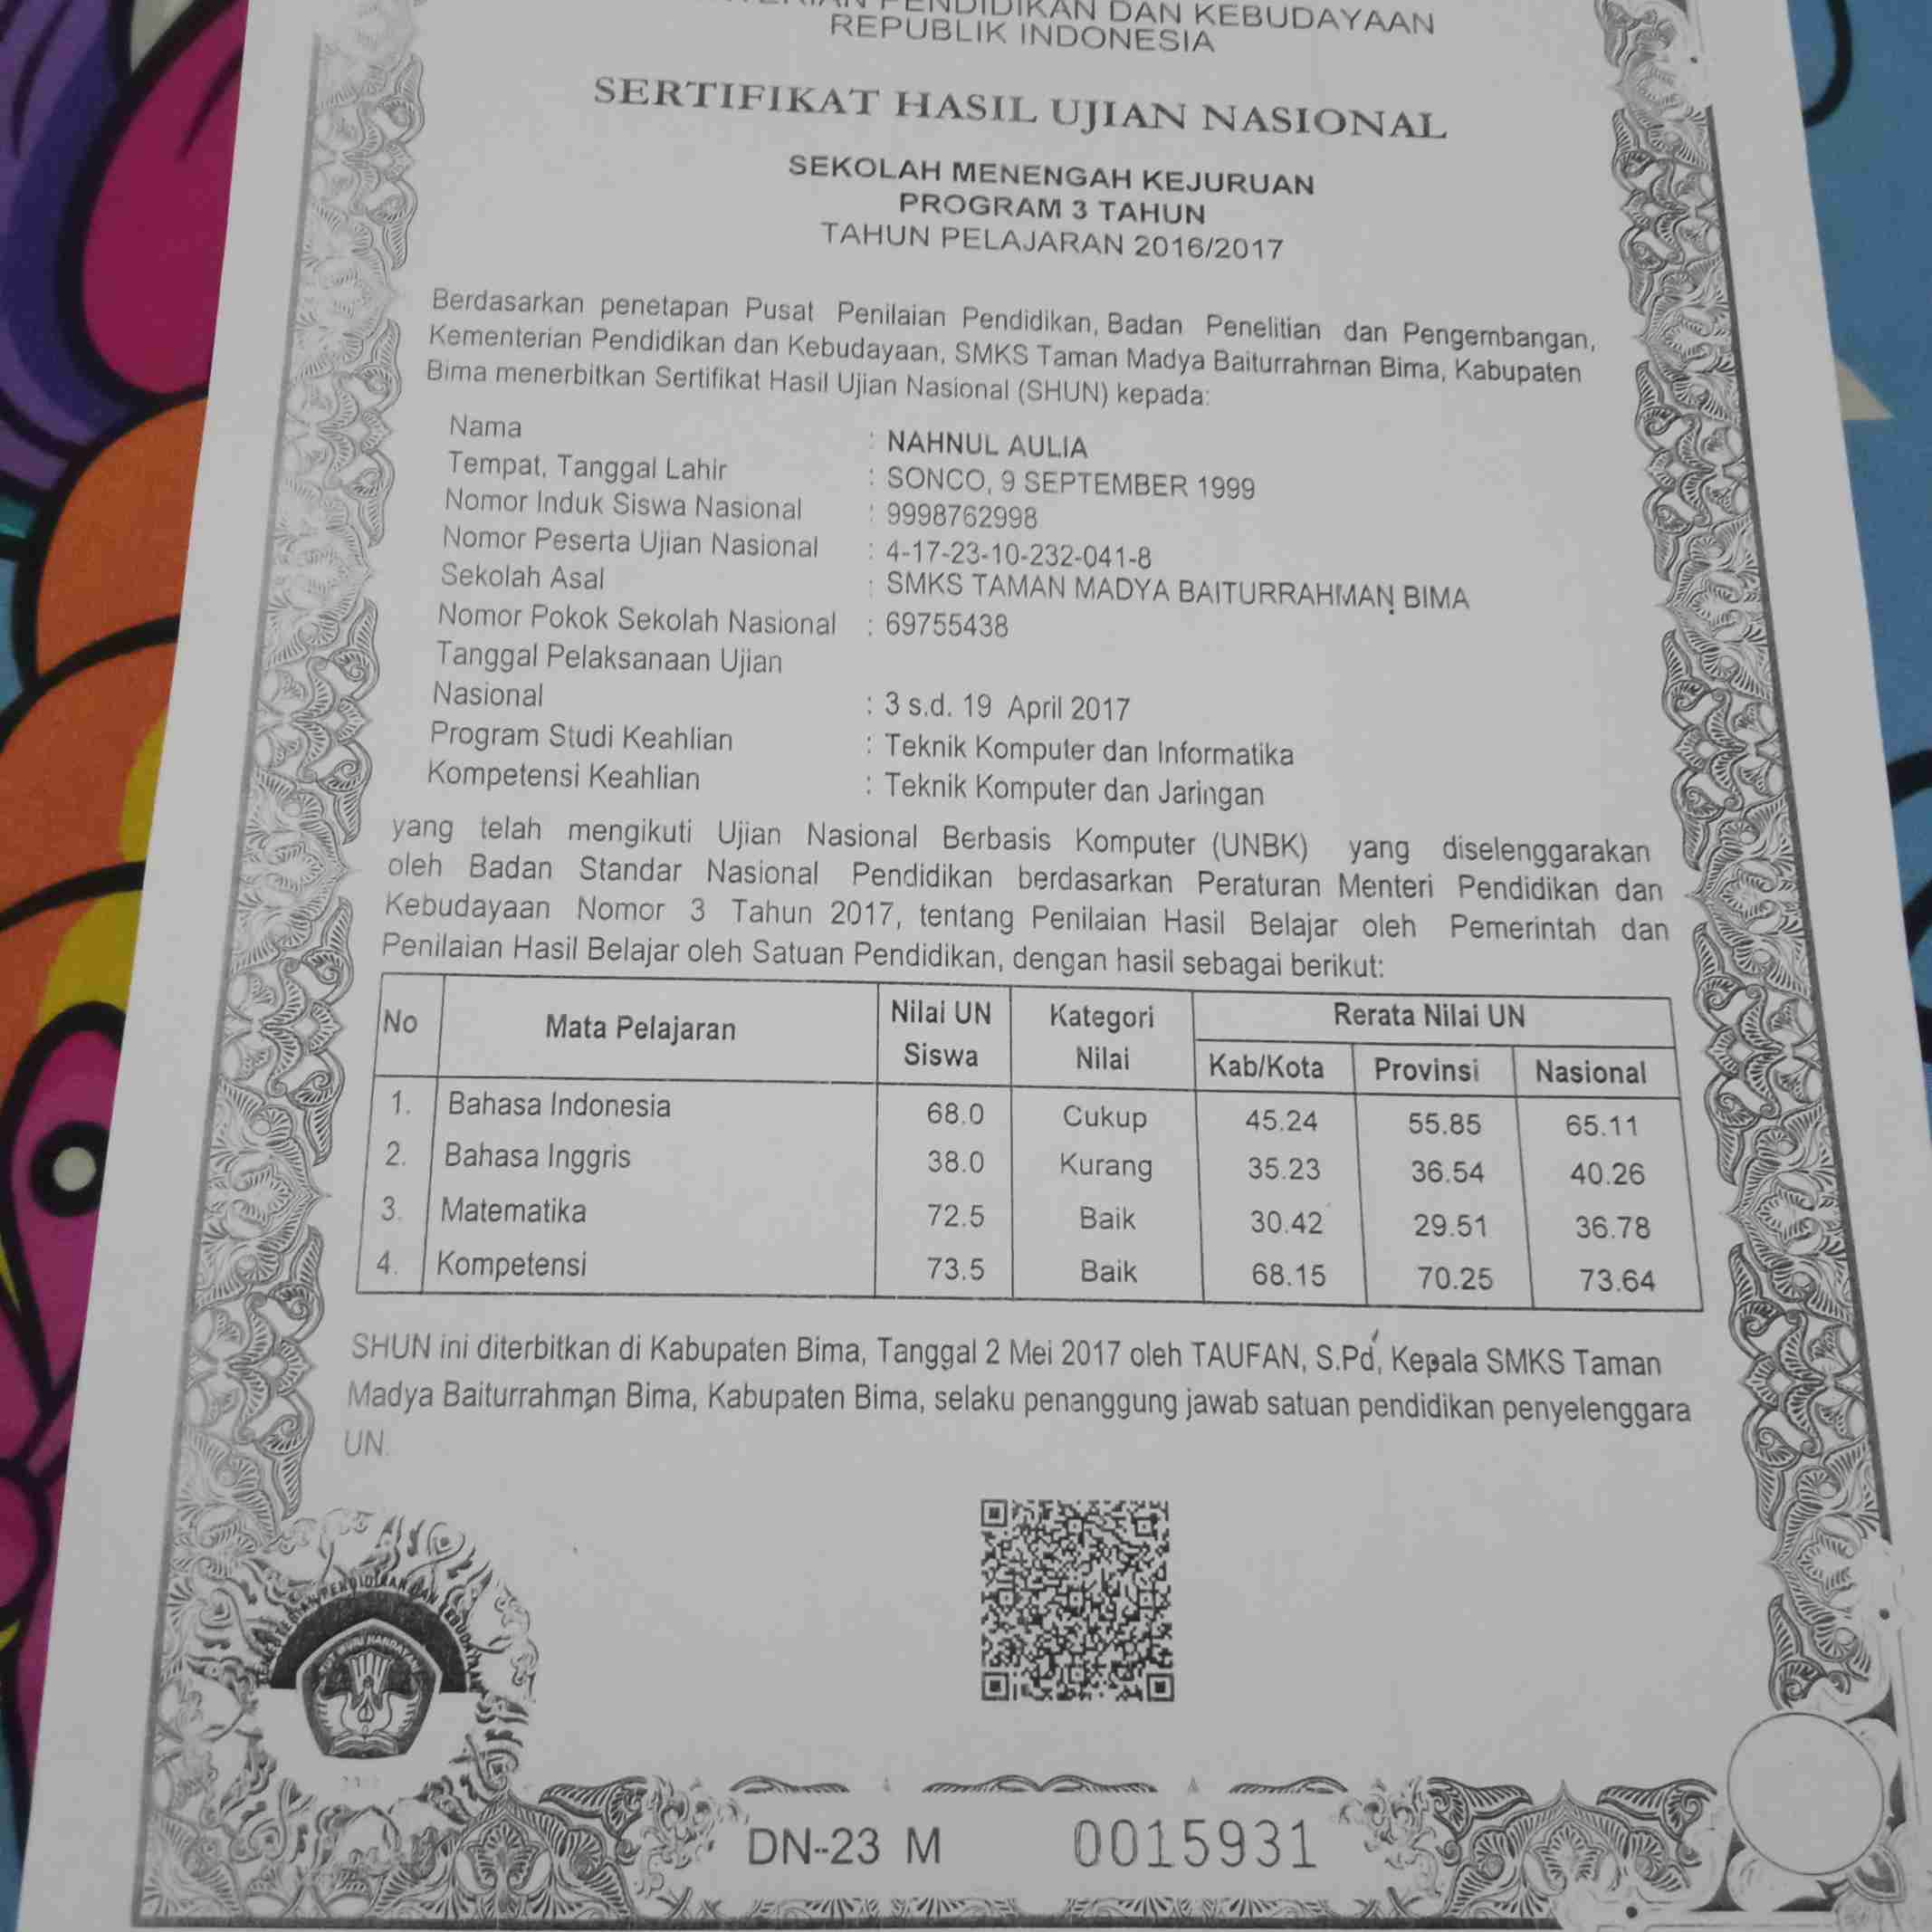 PENDIDIKAN DAN KEBUDAYAAN
REPUBLIK INDONESIA
SERTIFIKAT HASIL UJIAN NASIONAL
SEKOLAH MENENGAH KEJURUAN
PROGRAM 3 TAHUN
TAHUN PELAJARAN 2016/2017
Berdasarkan penetapan Pusat Penilaian Pendidikan, Badan Penelitian dan Pengembangan,
Kementerian Pendidikan dan Kebudayaan, SMKS Taman Madya Baiturrahman Bima, Kabupaten
Bima menerbitkan Sertifikat Hasil Ujian Nasional (SHUN) kepada:
Nama : NAHNUL AULIA
Tempat, Tanggal Lahir : SONCO, 9 SEPTEMBER 1999
Nomor Induk Siswa Nasional : 9998762998
Nomor Peserta Ujian Nasional : 4-17-23-10-232-041-8
Sekolah Asal : SMKS TAMAN MADYA BAITURRAHMAN BIMA
Nomor Pokok Sekolah Nasional : 69755438
Tanggal Pelaksanaan Ujian
Nasional : 3 s.d. 19 April 2017
Program Studi Keahlian : Teknik Komputer dan Informatika
Kompetensi Keahlian : Teknik Komputer dan Jaringan
yang telah mengikuti Ujian Nasional Berbasis Komputer (UNBK) yang diselenggarakan
oleh Badan Standar Nasional Pendidikan berdasarkan Peraturan Menteri Pendidikan dan
Kebudayaan Nomor 3 Tahun 2017, tentang Penilaian Hasil Belajar oleh Pemerintah dan
Penilaian Hasil Belajar oleh Satuan Pendidikan, dengan hasil sebagai berikut:
No Mata Pelajaran Nilai UN Siswa Kategori Nilai Rerata Nilai UN
Kab/Kota Provinsi Nasional
1. Bahasa Indonesia 68.0 Cukup 45.24 55.85 65.11
2. Bahasa Inggris 38.0 Kurang 35.23 36.54 40.26
3. Matematika 72.5 Baik 30.42 29.51 36.78
4. Kompetensi 73.5 Baik 68.15 70.25 73.64
SHUN ini diterbitkan di Kabupaten Bima, Tanggal 2 Mei 2017 oleh TAUFAN, S.Pd, Kepala SMKS Taman
Madya Baiturrahman Bima, Kabupaten Bima, selaku penanggung jawab satuan pendidikan penyelenggara
UN.
DN-23 M 0015931